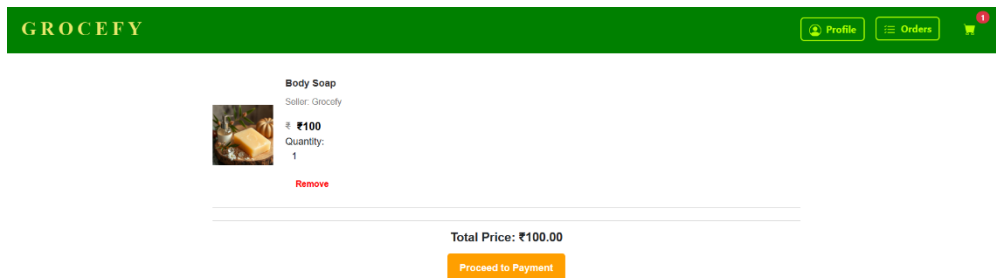 GROCEFY
Profile
Orders
1
Body Soap
Seller: Grocefy
₹ ₹100
Quantity:
1
Remove
Total Price: ₹100.00
Proceed to Payment